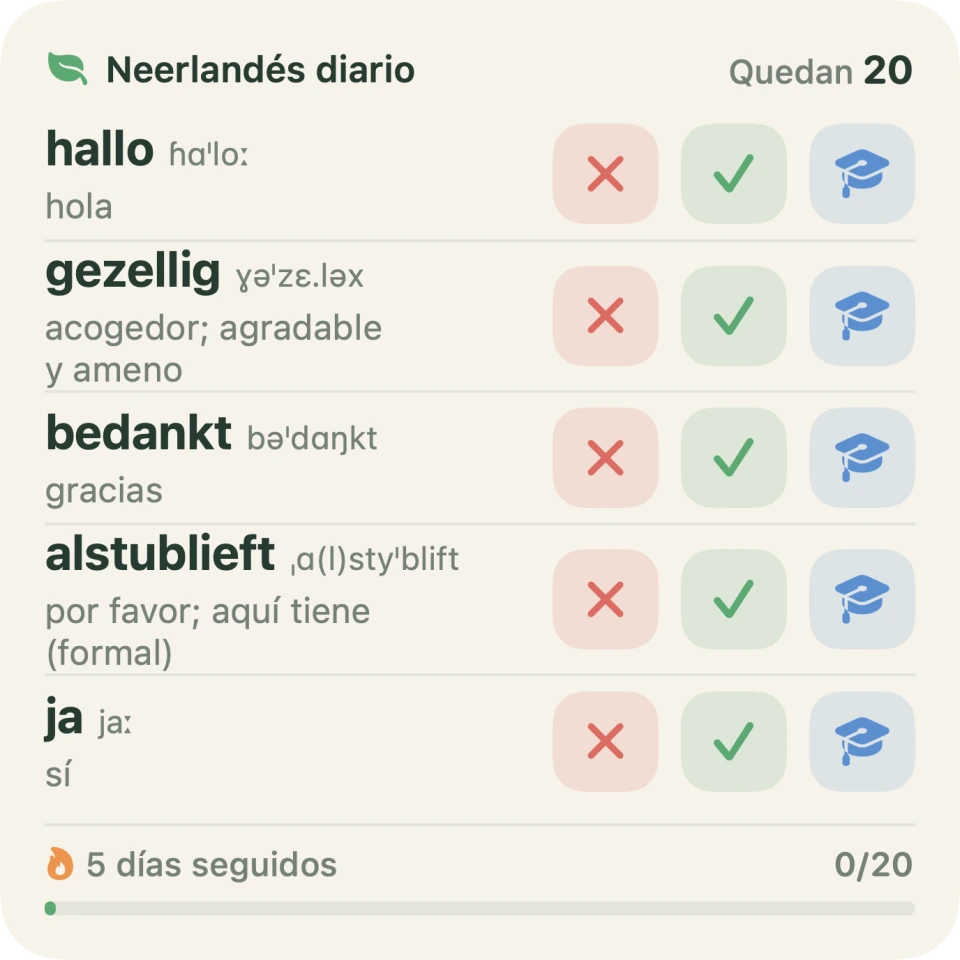 Neerlandés diario
Quedan 20
hallo ɦɑˈloː
hola
gezellig ɣəˈzɛ.ləx
acogedor; agradable
y ameno
bedankt bəˈdɑŋkt
gracias
alstublieft ˌɑ(l)styˈblift
por favor; aquí tiene
(formal)
ja jaː
sí
5 días seguidos
0/20